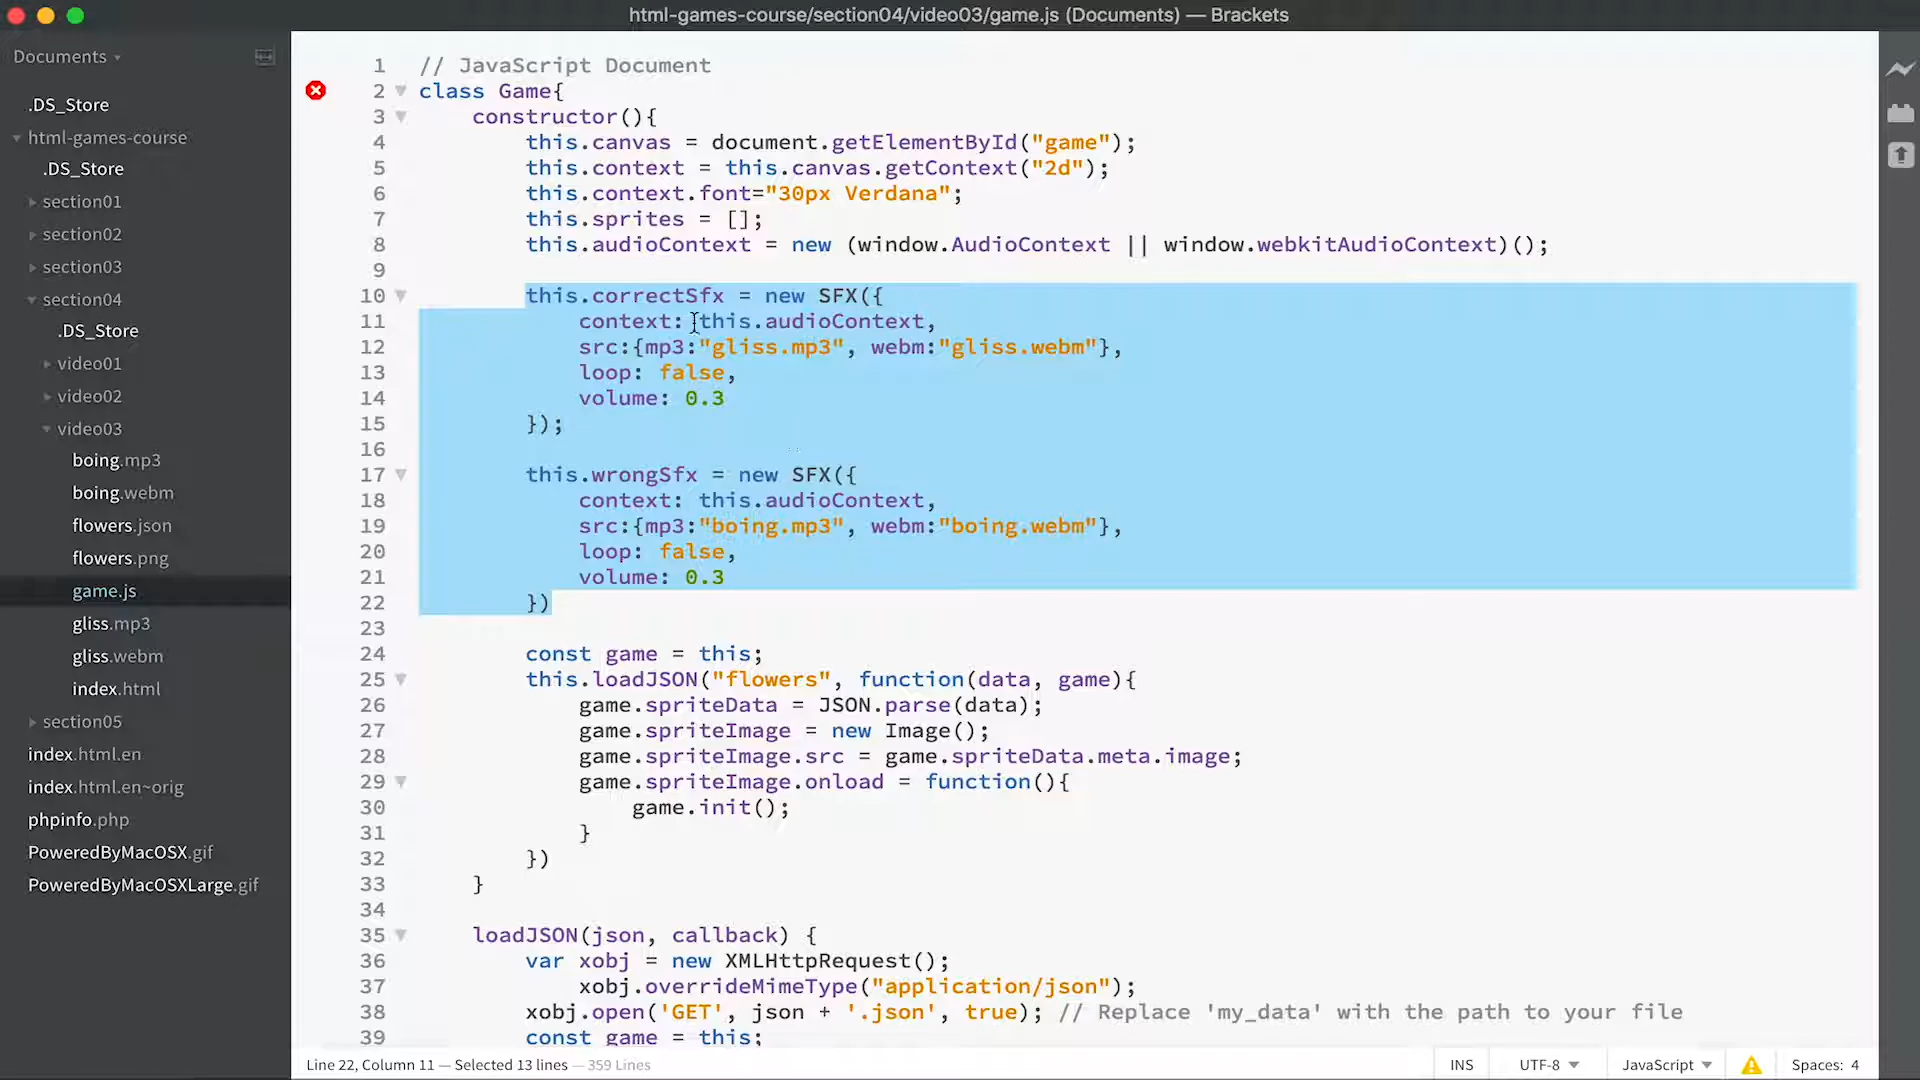 html-games-course/section04/video03/game.js (Documents) — Brackets
Documents
.DS_Store
html-games-course
.DS_Store
section01
section02
section03
section04
.DS_Store
video01
video02
video03
boing.mp3
boing.webm
flowers.json
flowers.png
game.js
gliss.mp3
gliss.webm
index.html
section05
index.html.en
index.html.en~orig
phpinfo.php
PoweredByMacOSX.gif
PoweredByMacOSXLarge.gif
1 // JavaScript Document
2 class Game{
3 constructor(){
4 this.canvas = document.getElementById("game");
5 this.context = this.canvas.getContext("2d");
6 this.context.font="30px Verdana";
7 this.sprites = [];
8 this.audioContext = new (window.AudioContext || window.webkitAudioContext)();
9
10 this.correctSfx = new SFX({
11 context: this.audioContext,
12 src:{mp3:"gliss.mp3", webm:"gliss.webm"},
13 loop: false,
14 volume: 0.3
15 });
16
17 this.wrongSfx = new SFX({
18 context: this.audioContext,
19 src:{mp3:"boing.mp3", webm:"boing.webm"},
20 loop: false,
21 volume: 0.3
22 })
23
24 const game = this;
25 this.loadJSON("flowers", function(data, game){
26 game.spriteData = JSON.parse(data);
27 game.spriteImage = new Image();
28 game.spriteImage.src = game.spriteData.meta.image;
29 game.spriteImage.onload = function(){
30 game.init();
31 }
32 })
33 }
34
35 loadJSON(json, callback) {
36 var xobj = new XMLHttpRequest();
37 xobj.overrideMimeType("application/json");
38 xobj.open('GET', json + '.json', true); // Replace 'my_data' with the path to your file
39 const game = this;
Line 22, Column 11 — Selected 13 lines — 359 Lines
INS
UTF-8
JavaScript
Spaces: 4